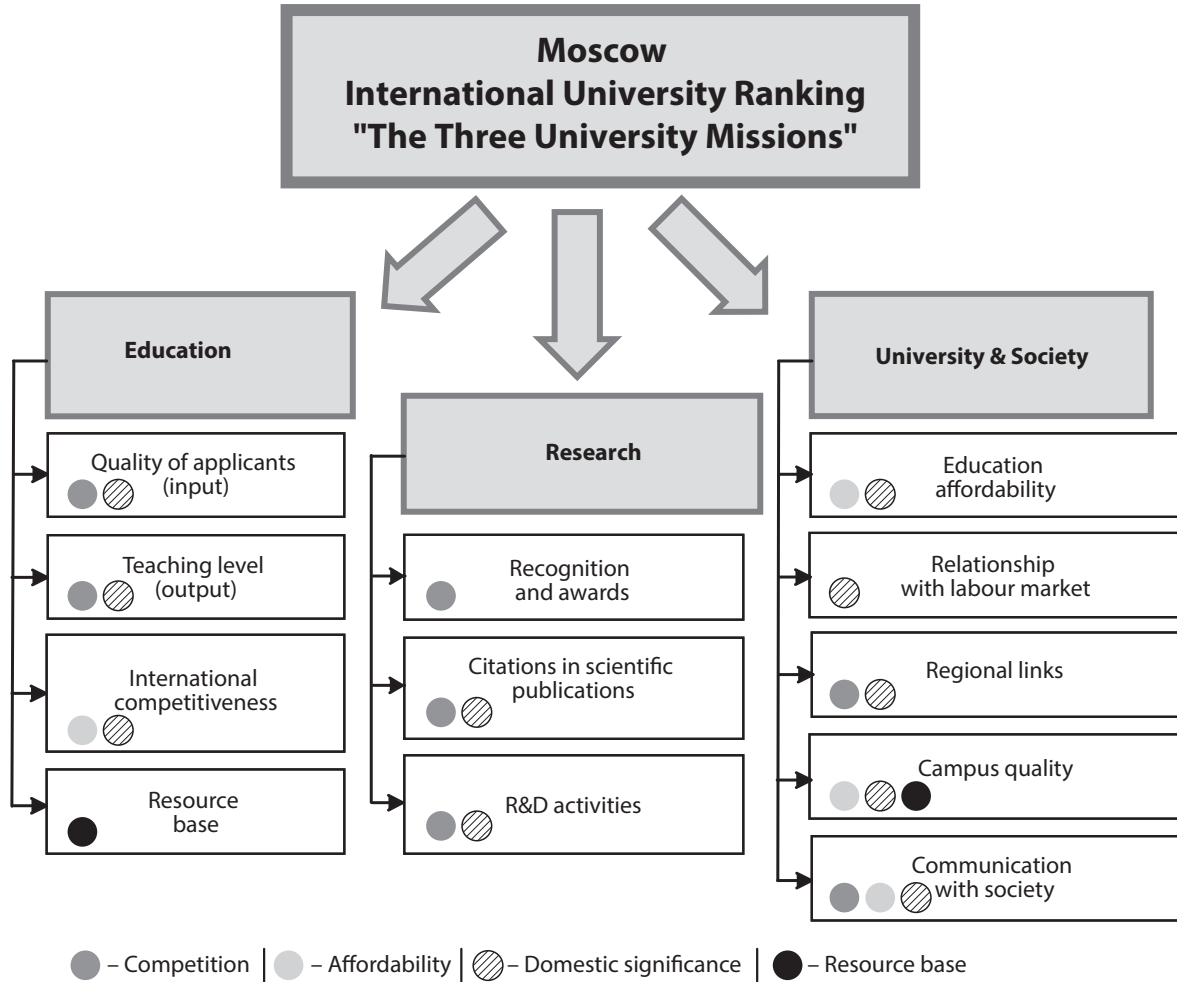 Moscow
International University Ranking
"The Three University Missions"
Education
Quality of applicants
(input)
Teaching level
(output)
International
competitiveness
Resource
base
Research
Recognition
and awards
Citations in scientific
publications
R&D activities
University & Society
Education
affordability
Relationship
with labour market
Regional links
Campus quality
Communication
with society
– Competition | – Affordability | – Domestic significance | – Resource base